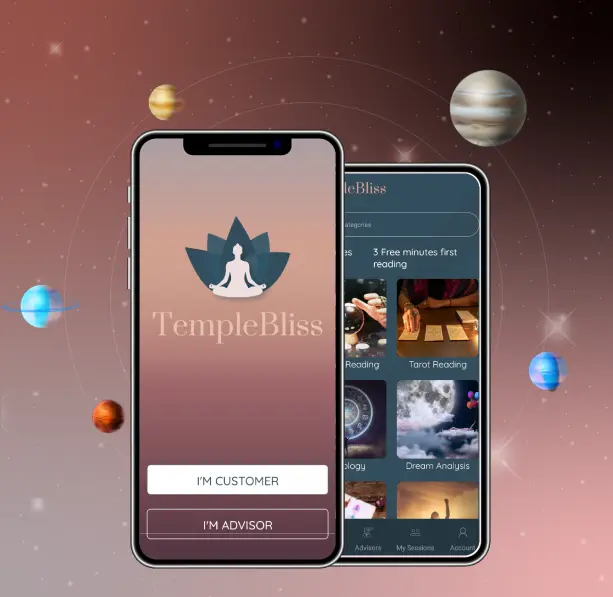 TempleBliss
I'M CUSTOMER
I'M ADVISOR
leBliss
ategories
es
3 Free minutes first
reading
Reading
Tarot Reading
ology
Dream Analysis
Advisors
My Sessions
Account